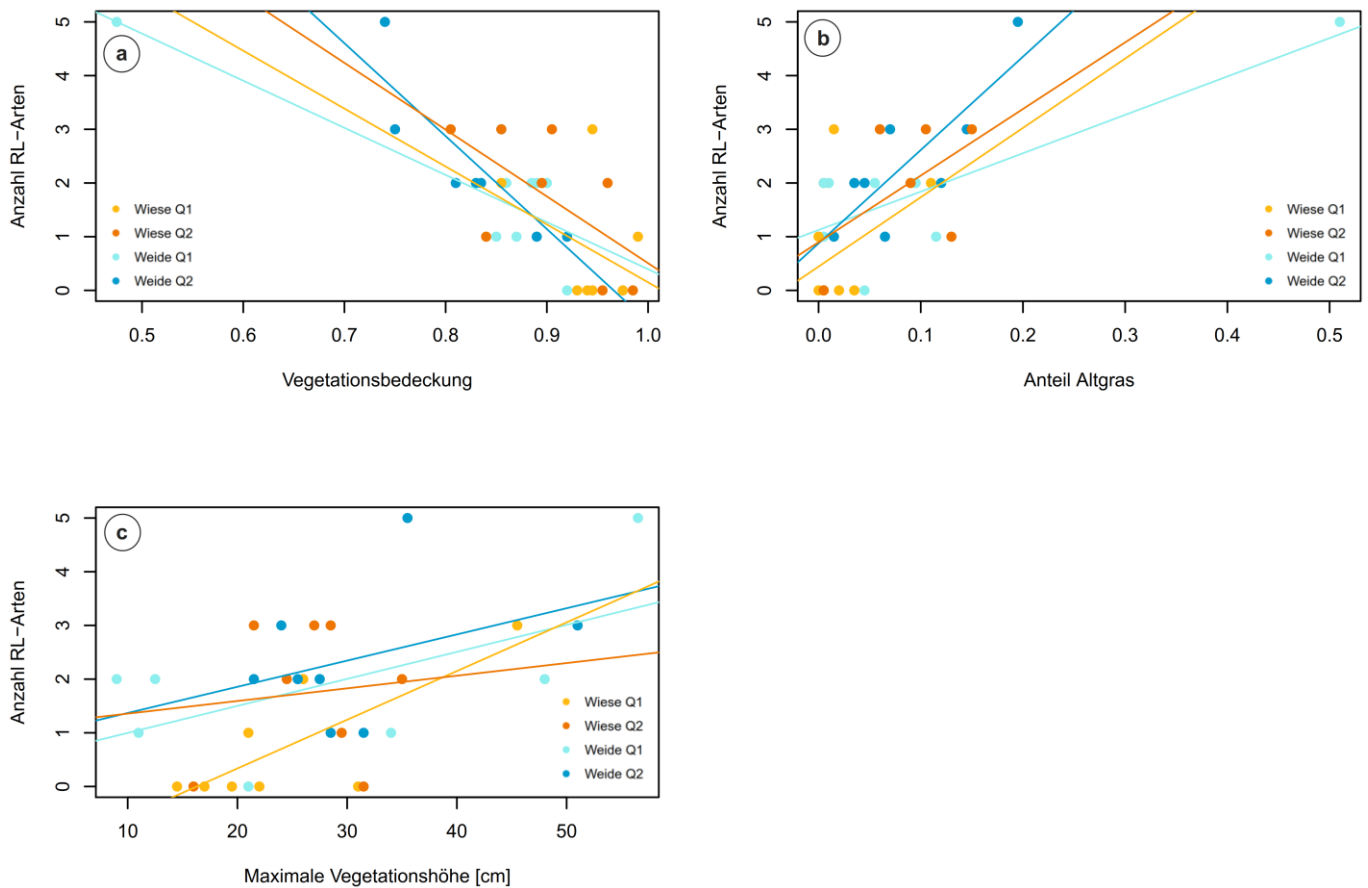 a
Anzahl RL−Arten
5
4
3
2
1
0
Wiese Q1
Wiese Q2
Weide Q1
Weide Q2
0.5 0.6 0.7 0.8 0.9 1.0
Vegetationsbedeckung
b
Anzahl RL−Arten
5
4
3
2
1
0
Wiese Q1
Wiese Q2
Weide Q1
Weide Q2
0.0 0.1 0.2 0.3 0.4 0.5
Anteil Altgras
c
Anzahl RL−Arten
5
4
3
2
1
0
Wiese Q1
Wiese Q2
Weide Q1
Weide Q2
10 20 30 40 50
Maximale Vegetationshöhe [cm]